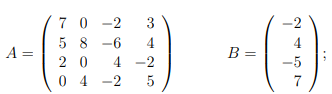 A = ( 7 0 −2 3
5 8 −6 4
2 0 4 −2
0 4 −2 5 )
B = ( −2
4
−5
7 ) ;